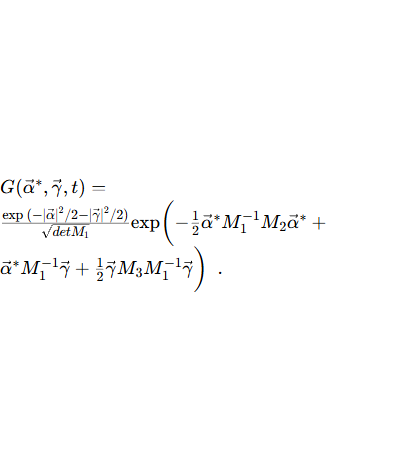 G(\vec{\alpha}^*, \vec{\gamma}, t) =
\frac{\exp(-|\vec{\alpha}|^2/2-|\vec{\gamma}|^2/2)}{\sqrt{det M_1}} \exp\Bigg(-\frac{1}{2}\vec{\alpha}^* M_1^{-1} M_2 \vec{\alpha}^* +
\vec{\alpha}^* M_1^{-1} \vec{\gamma} + \frac{1}{2} \vec{\gamma} M_3 M_1^{-1} \vec{\gamma}\Bigg) .